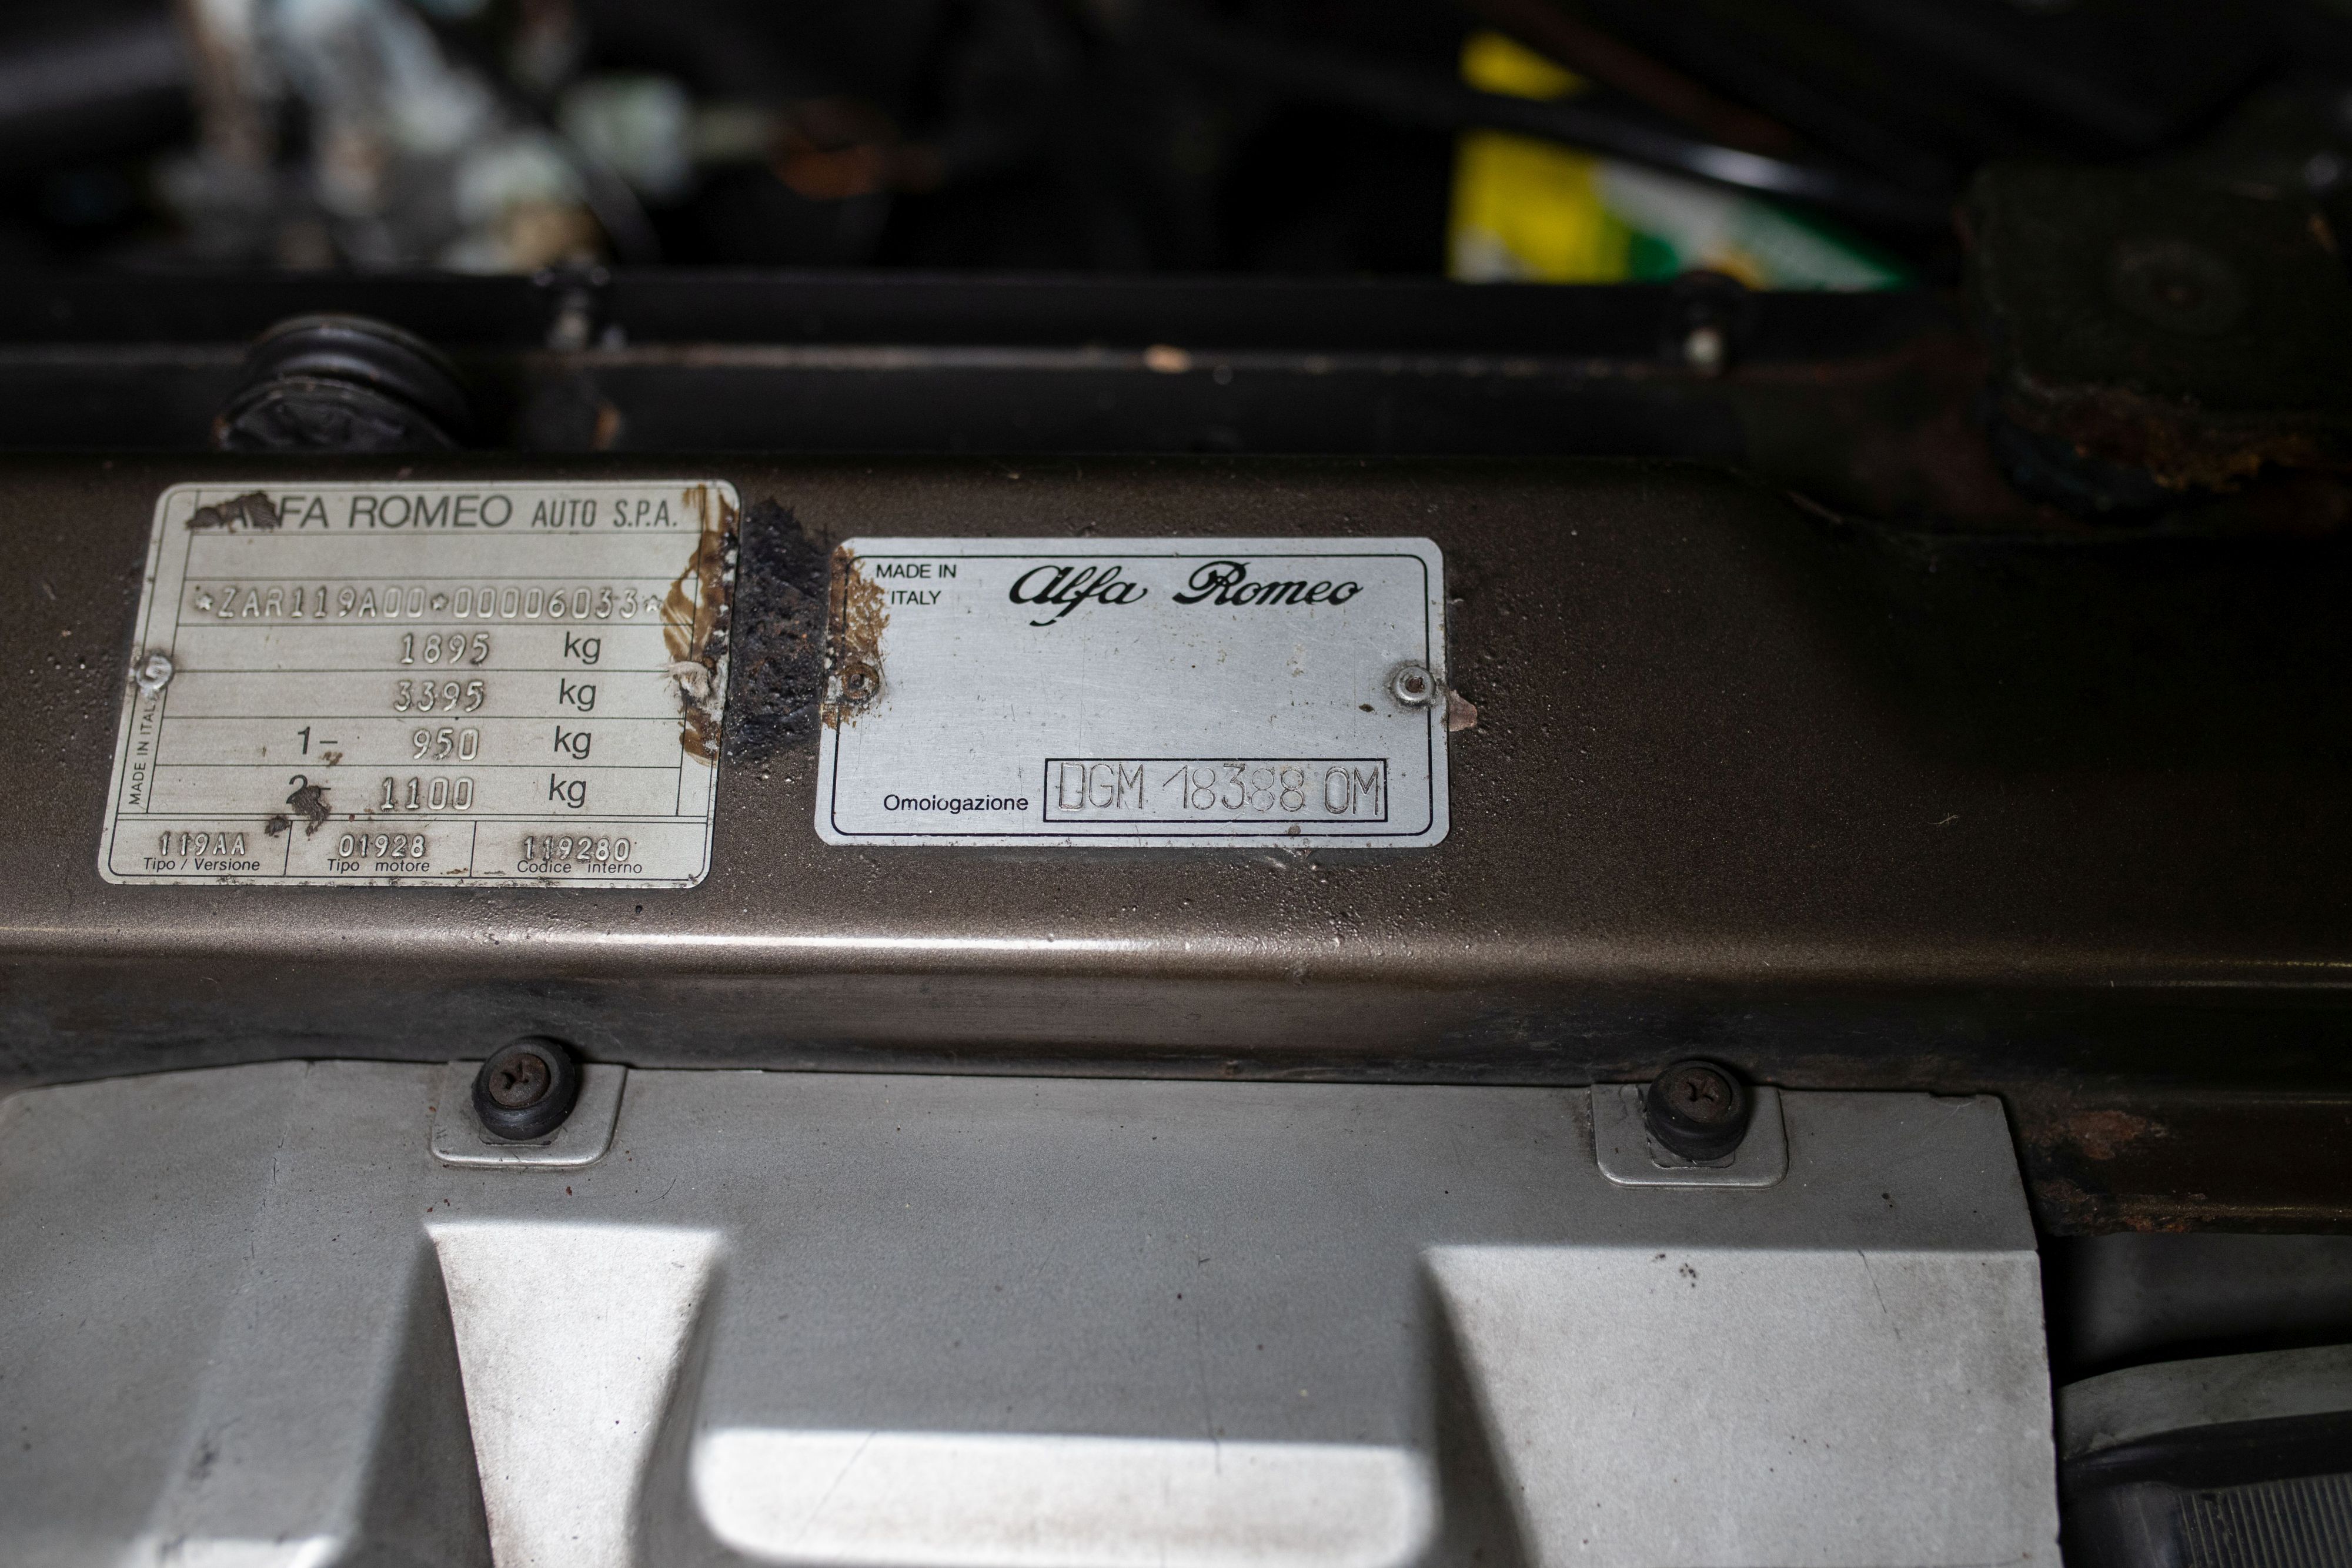 ALFA ROMEO AUTO S.P.A.
*ZAR119A00*00006033*
1895 kg
3395 kg
1- 950 kg
2- 1100 kg
MADE IN ITALY
119AA 01928 119280
Tipo / Versione Tipo motore Codice interno
MADE IN
ITALY
Alfa Romeo
Omologazione DGM 18388 OM